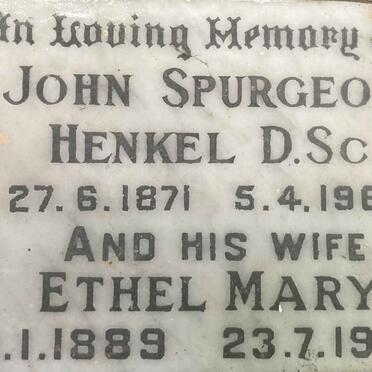 In Loving Memory
JOHN SPURGEO
HENKEL D.Sc
27.6.1871 5.4.196
AND HIS WIFE
ETHEL MARY
.1.1889 23.7.19